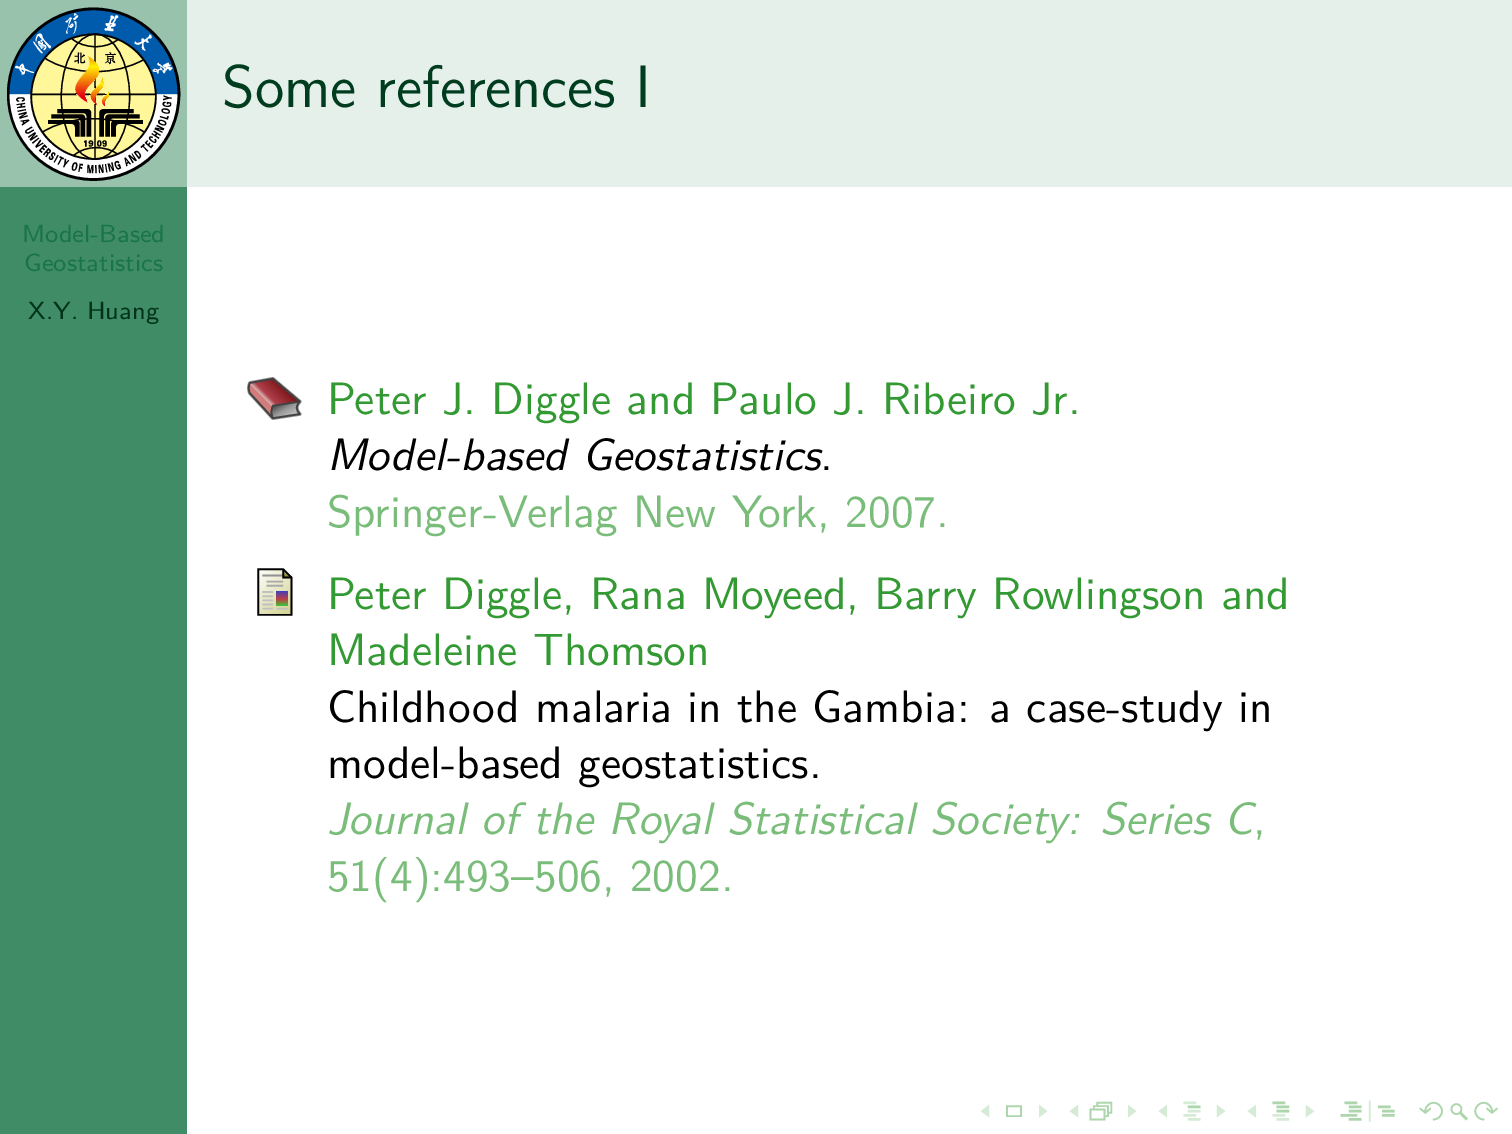 中国矿业大学
北京
1909
CHINA UNIVERSITY OF MINING AND TECHNOLOGY
Some references I
Model-Based
Geostatistics
X.Y. Huang
Peter J. Diggle and Paulo J. Ribeiro Jr.
Model-based Geostatistics.
Springer-Verlag New York, 2007.
Peter Diggle, Rana Moyeed, Barry Rowlingson and
Madeleine Thomson
Childhood malaria in the Gambia: a case-study in
model-based geostatistics.
Journal of the Royal Statistical Society: Series C,
51(4):493–506, 2002.